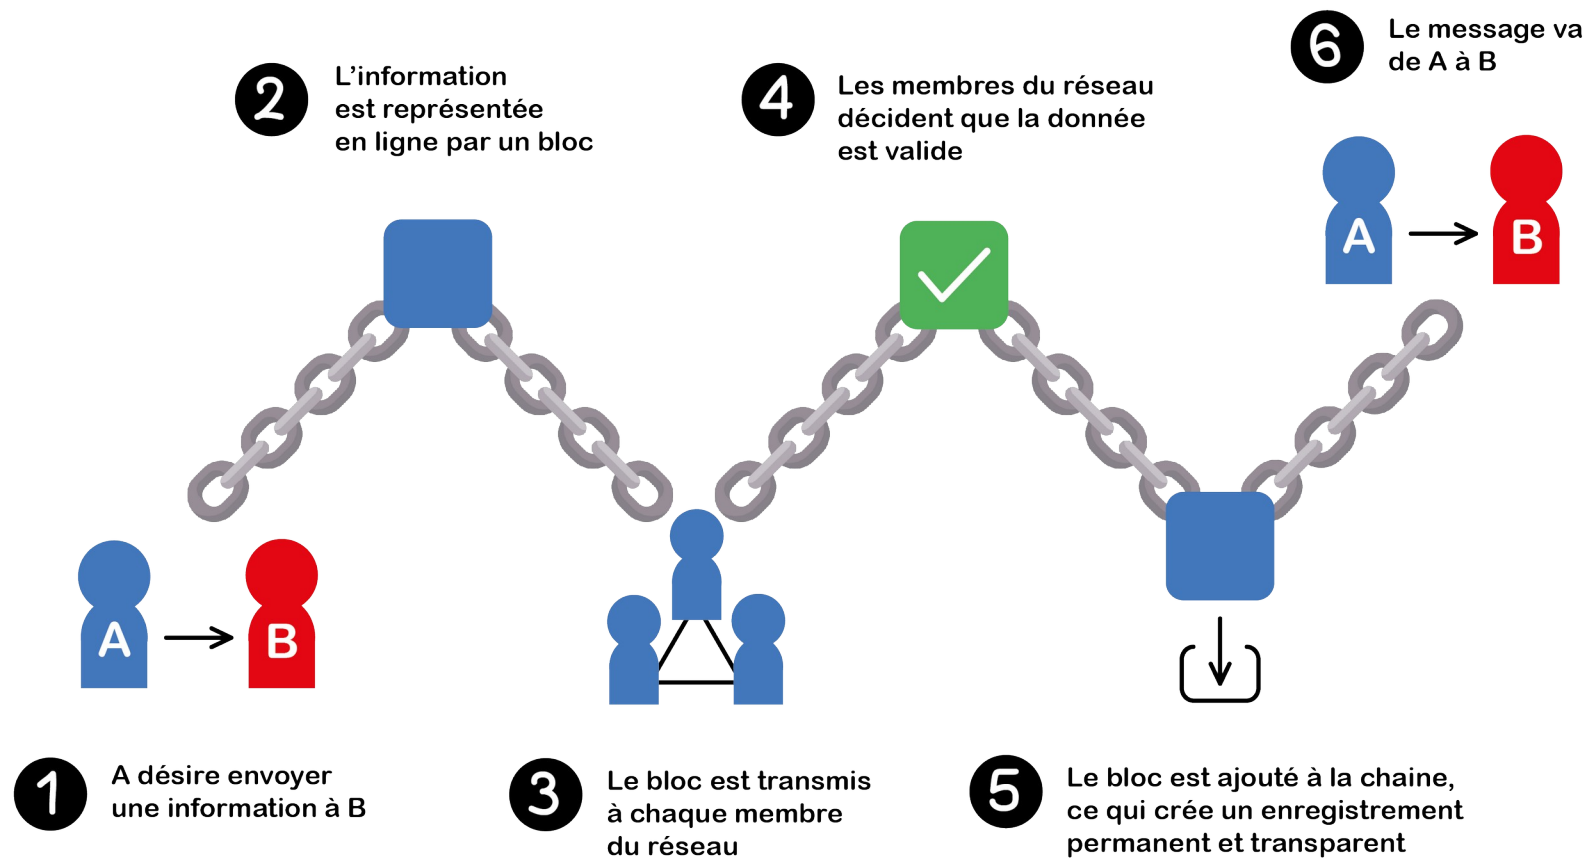 1
A désire envoyer
une information à B
A
B
2
L’information
est représentée
en ligne par un bloc
3
Le bloc est transmis
à chaque membre
du réseau
4
Les membres du réseau
décident que la donnée
est valide
5
Le bloc est ajouté à la chaine,
ce qui crée un enregistrement
permanent et transparent
6
Le message va
de A à B
A
B